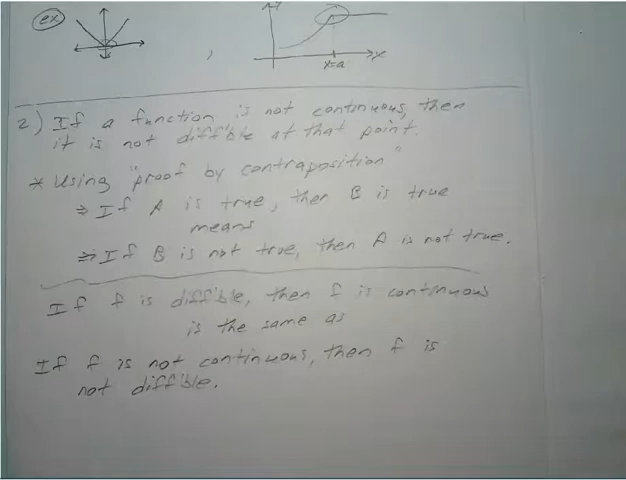 ex
y
,
x=a
x
2) If a function is not continuous, then
it is not diff'ble at that point.
* Using "proof by contraposition"
⇒ If A is true, then B is true
means
⇒ If B is not true, then A is not true.
If f is diff'ble, then f is continuous
is the same as
If f is not continuous, then f is
not diff'ble.